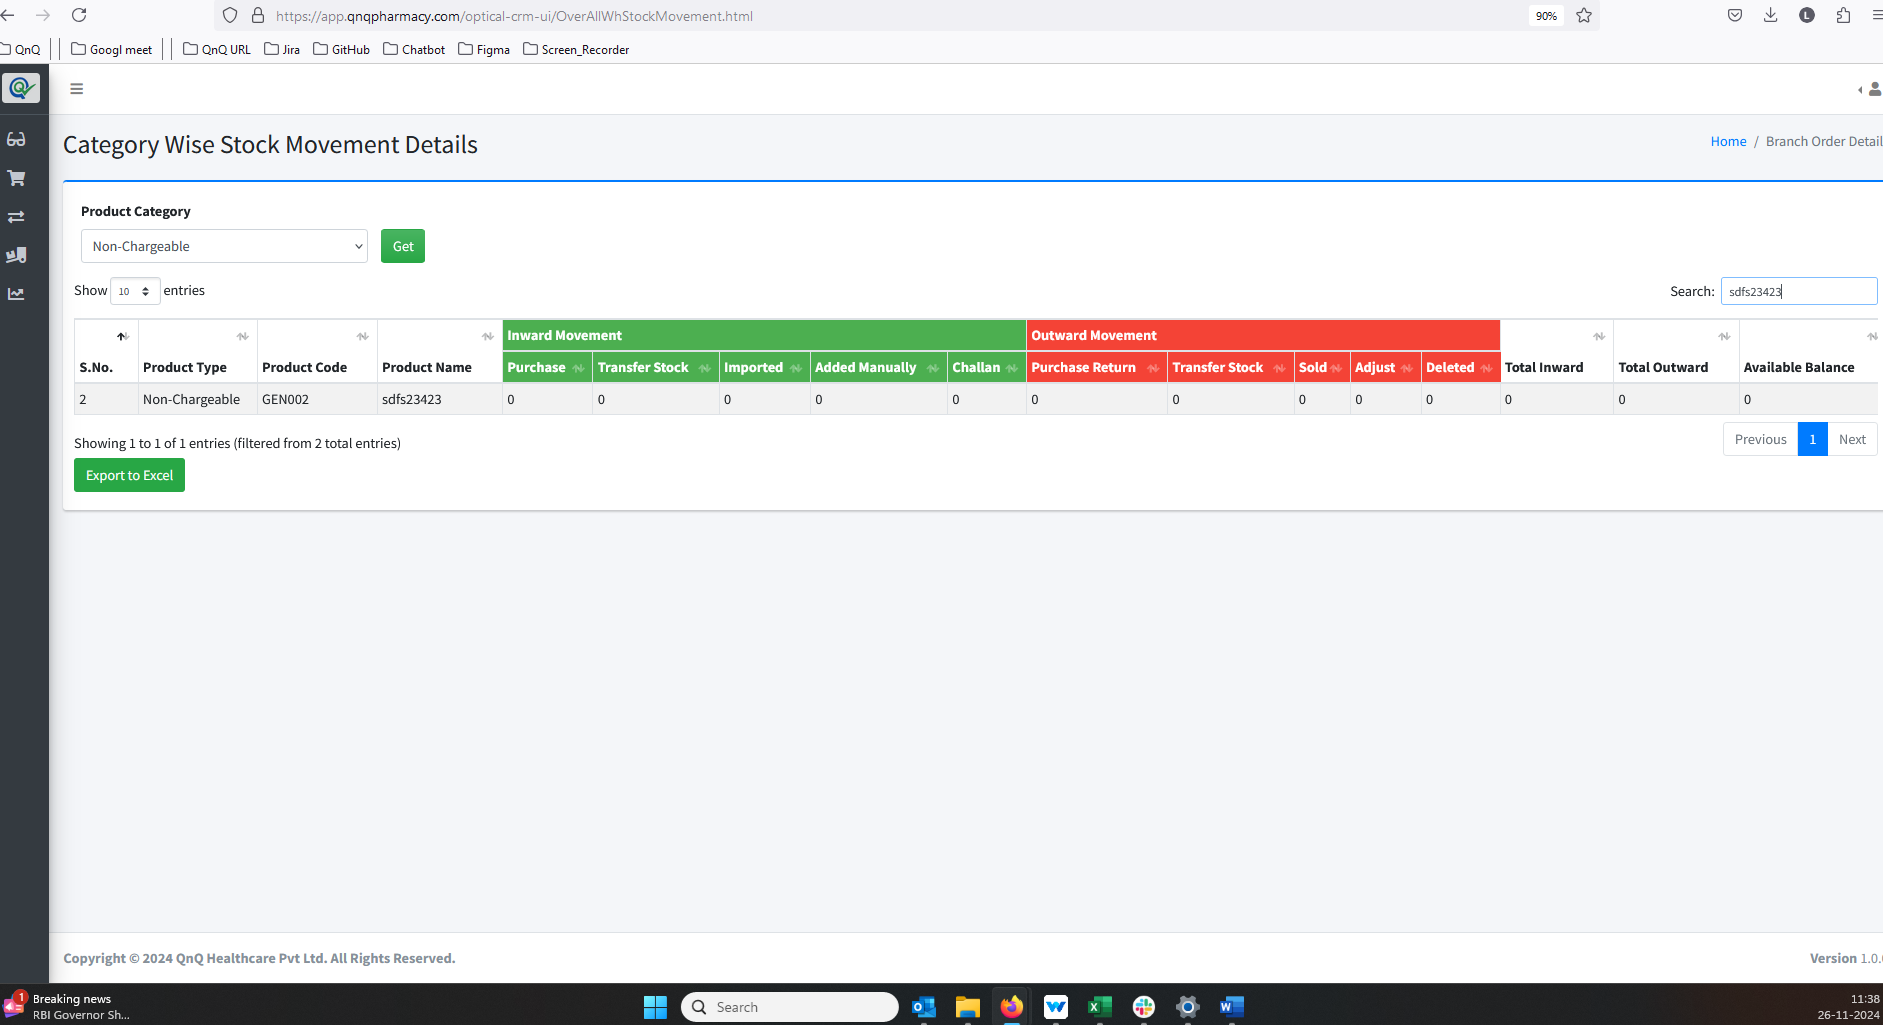 https://app.qnqpharmacy.com/optical-crm-ui/OverAllWhStockMovement.html
90%
L
QnQ
Googl meet
QnQ URL
Jira
GitHub
Chatbot
Figma
Screen_Recorder
Category Wise Stock Movement Details
Home / Branch Order Detail
Product Category
Non-Chargeable
Get
Show 10 entries
Search: sdfs23423
Inward Movement Outward Movement
S.No. Product Type Product Code Product Name Purchase Transfer Stock Imported Added Manually Challan Purchase Return Transfer Stock Sold Adjust Deleted Total Inward Total Outward Available Balance
2 Non-Chargeable GEN002 sdfs23423 0 0 0 0 0 0 0 0 0 0 0 0 0
Showing 1 to 1 of 1 entries (filtered from 2 total entries)
Previous 1 Next
Export to Excel
Copyright © 2024 QnQ Healthcare Pvt Ltd. All Rights Reserved.
Version 1.0.
1
Breaking news
RBI Governor Sh...
Search
11:38
26-11-2024